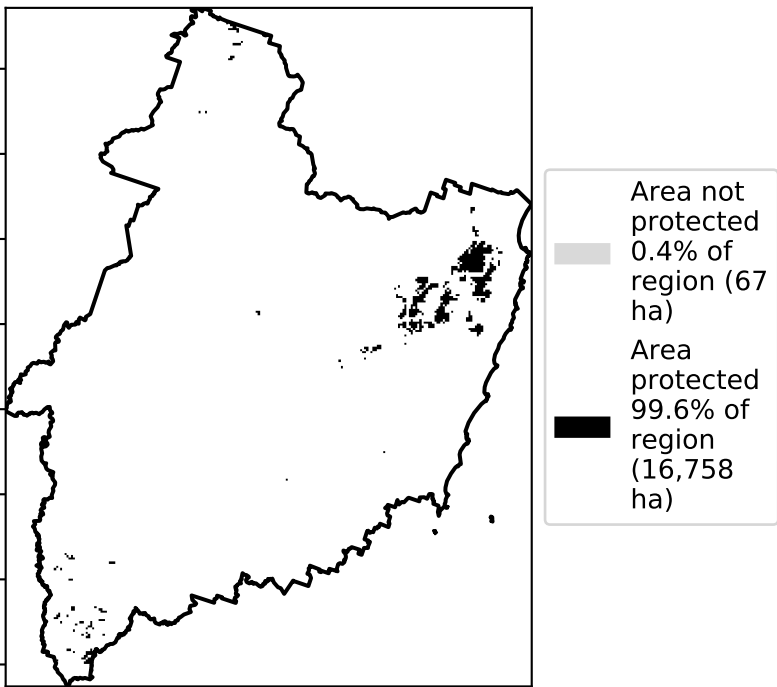 Area not
protected
0.4% of
region (67
ha)
Area
protected
99.6% of
region
(16,758
ha)